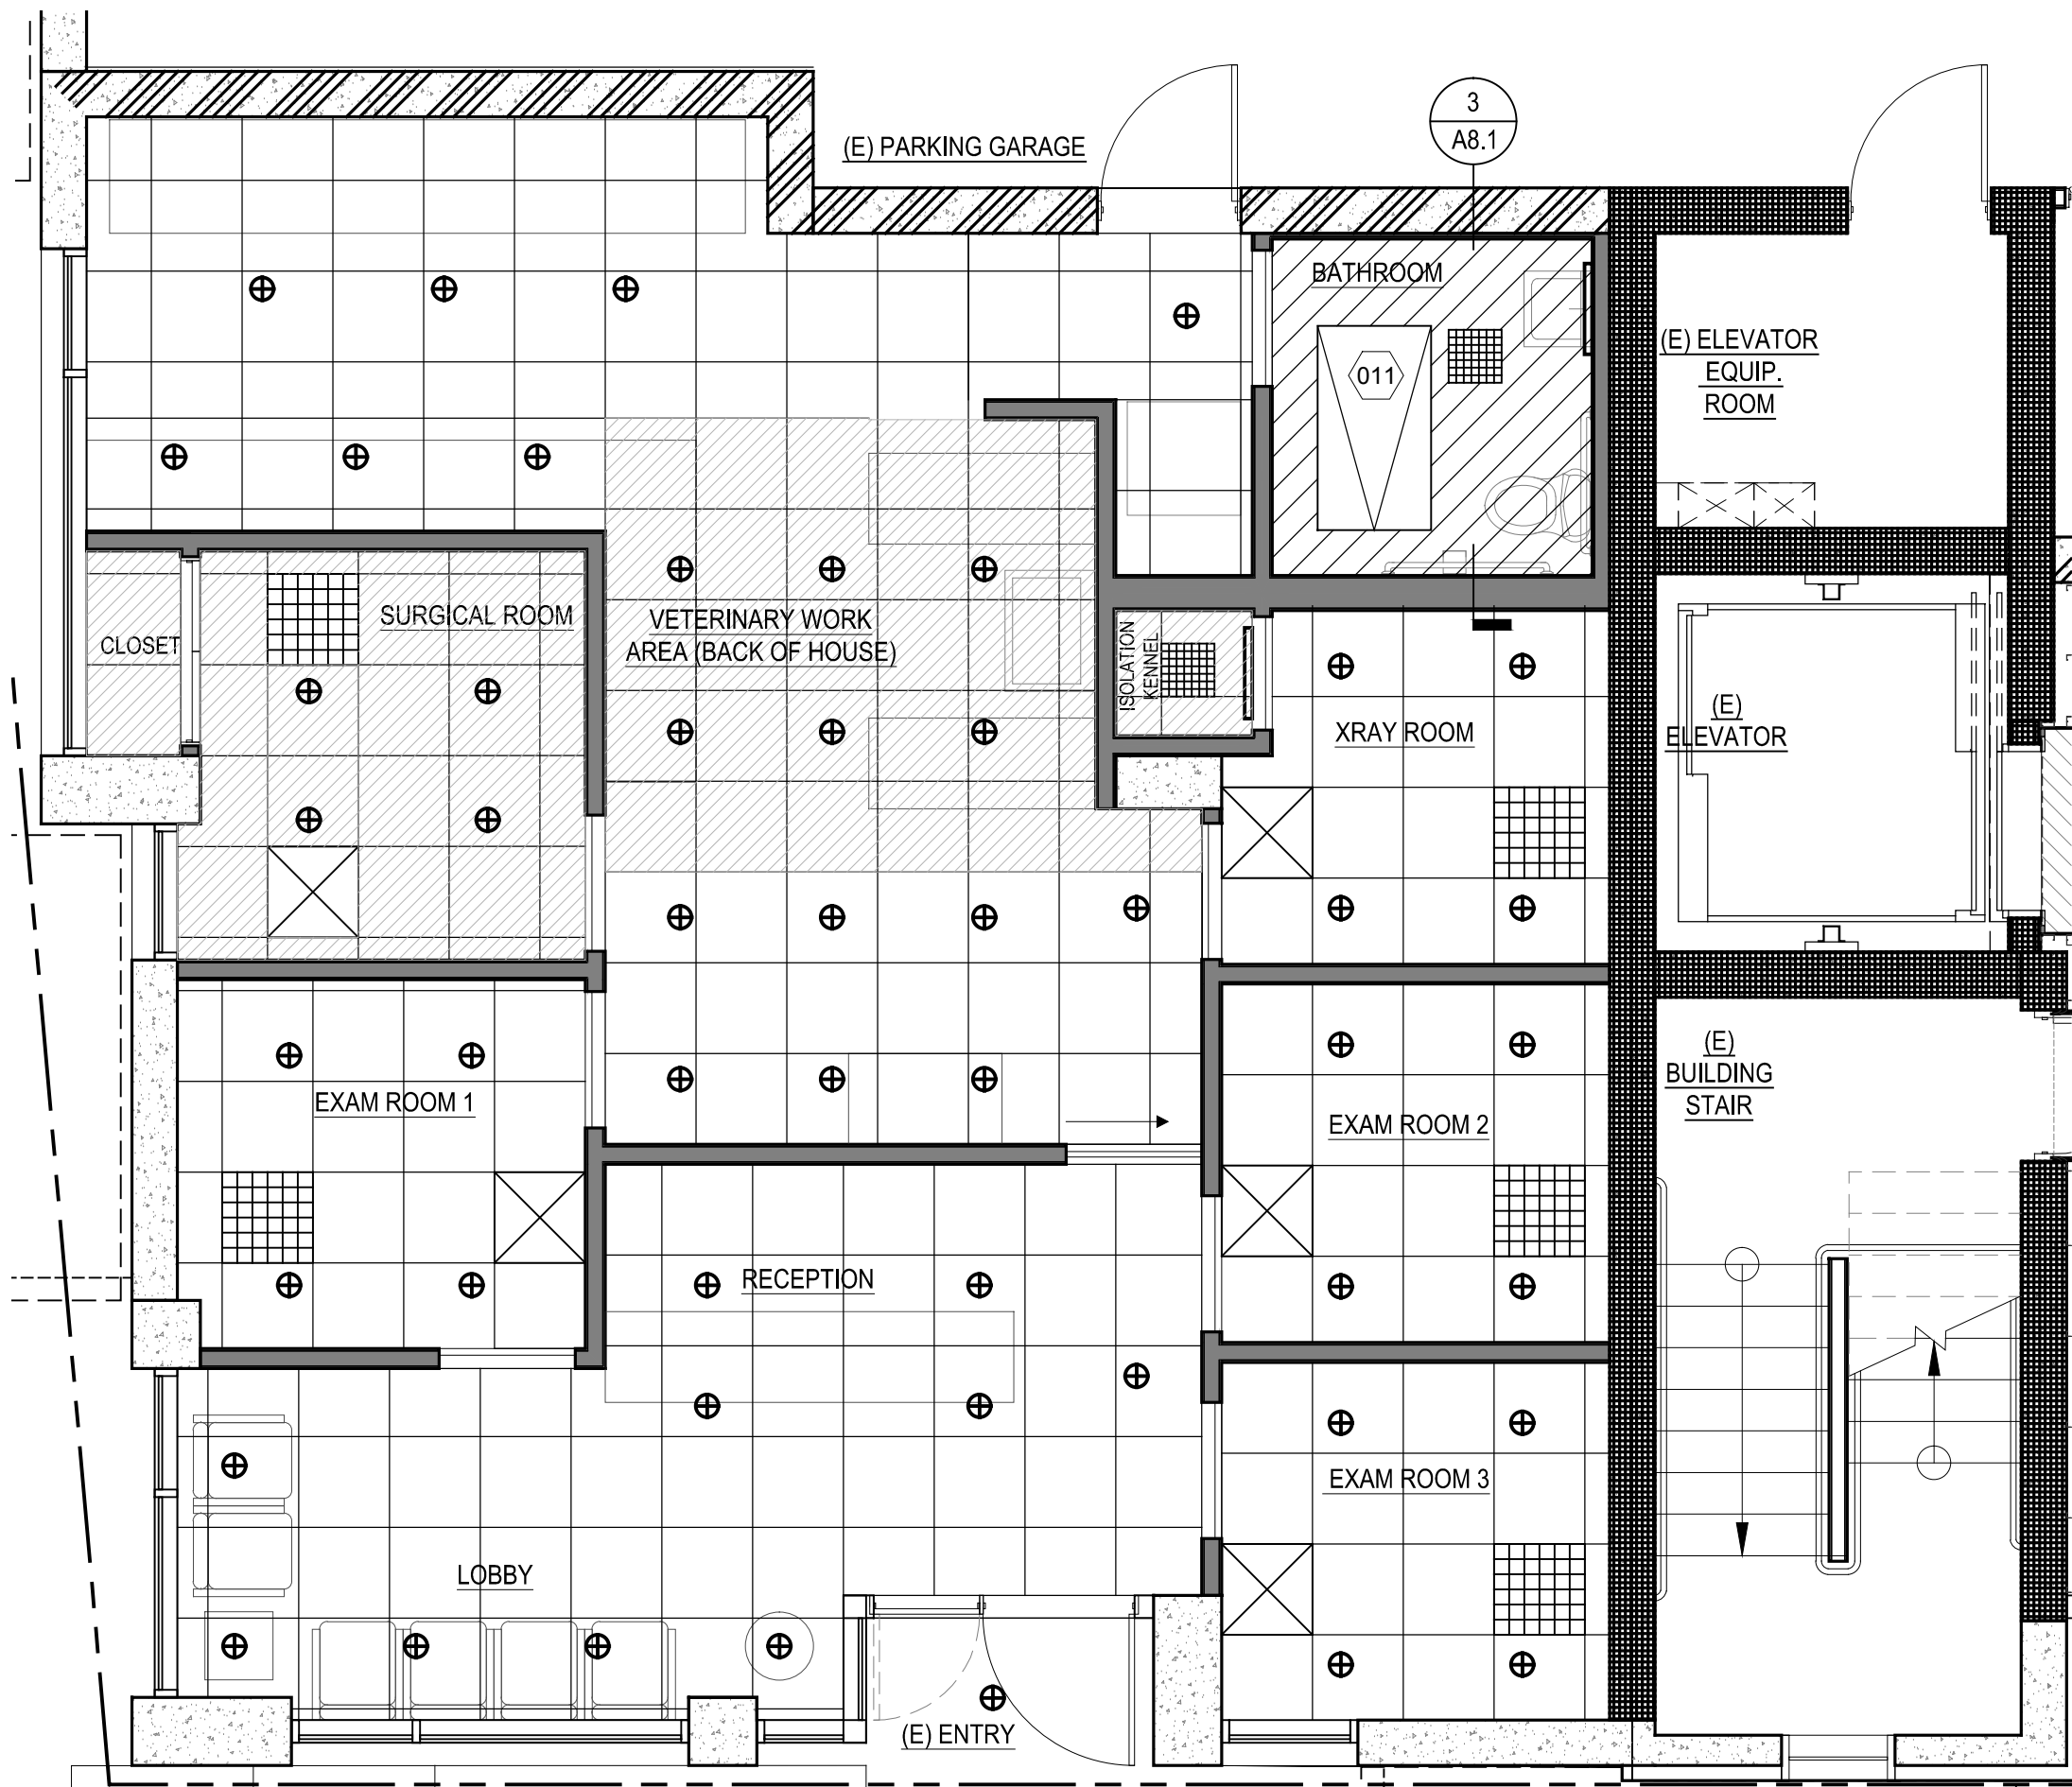 3
A8.1
(E) PARKING GARAGE
BATHROOM
011
(E) ELEVATOR
EQUIP.
ROOM
SURGICAL ROOM
CLOSET
VETERINARY WORK
AREA (BACK OF HOUSE)
ISOLATION
KENNEL
XRAY ROOM
(E)
ELEVATOR
EXAM ROOM 1
EXAM ROOM 2
(E)
BUILDING
STAIR
RECEPTION
EXAM ROOM 3
LOBBY
(E) ENTRY